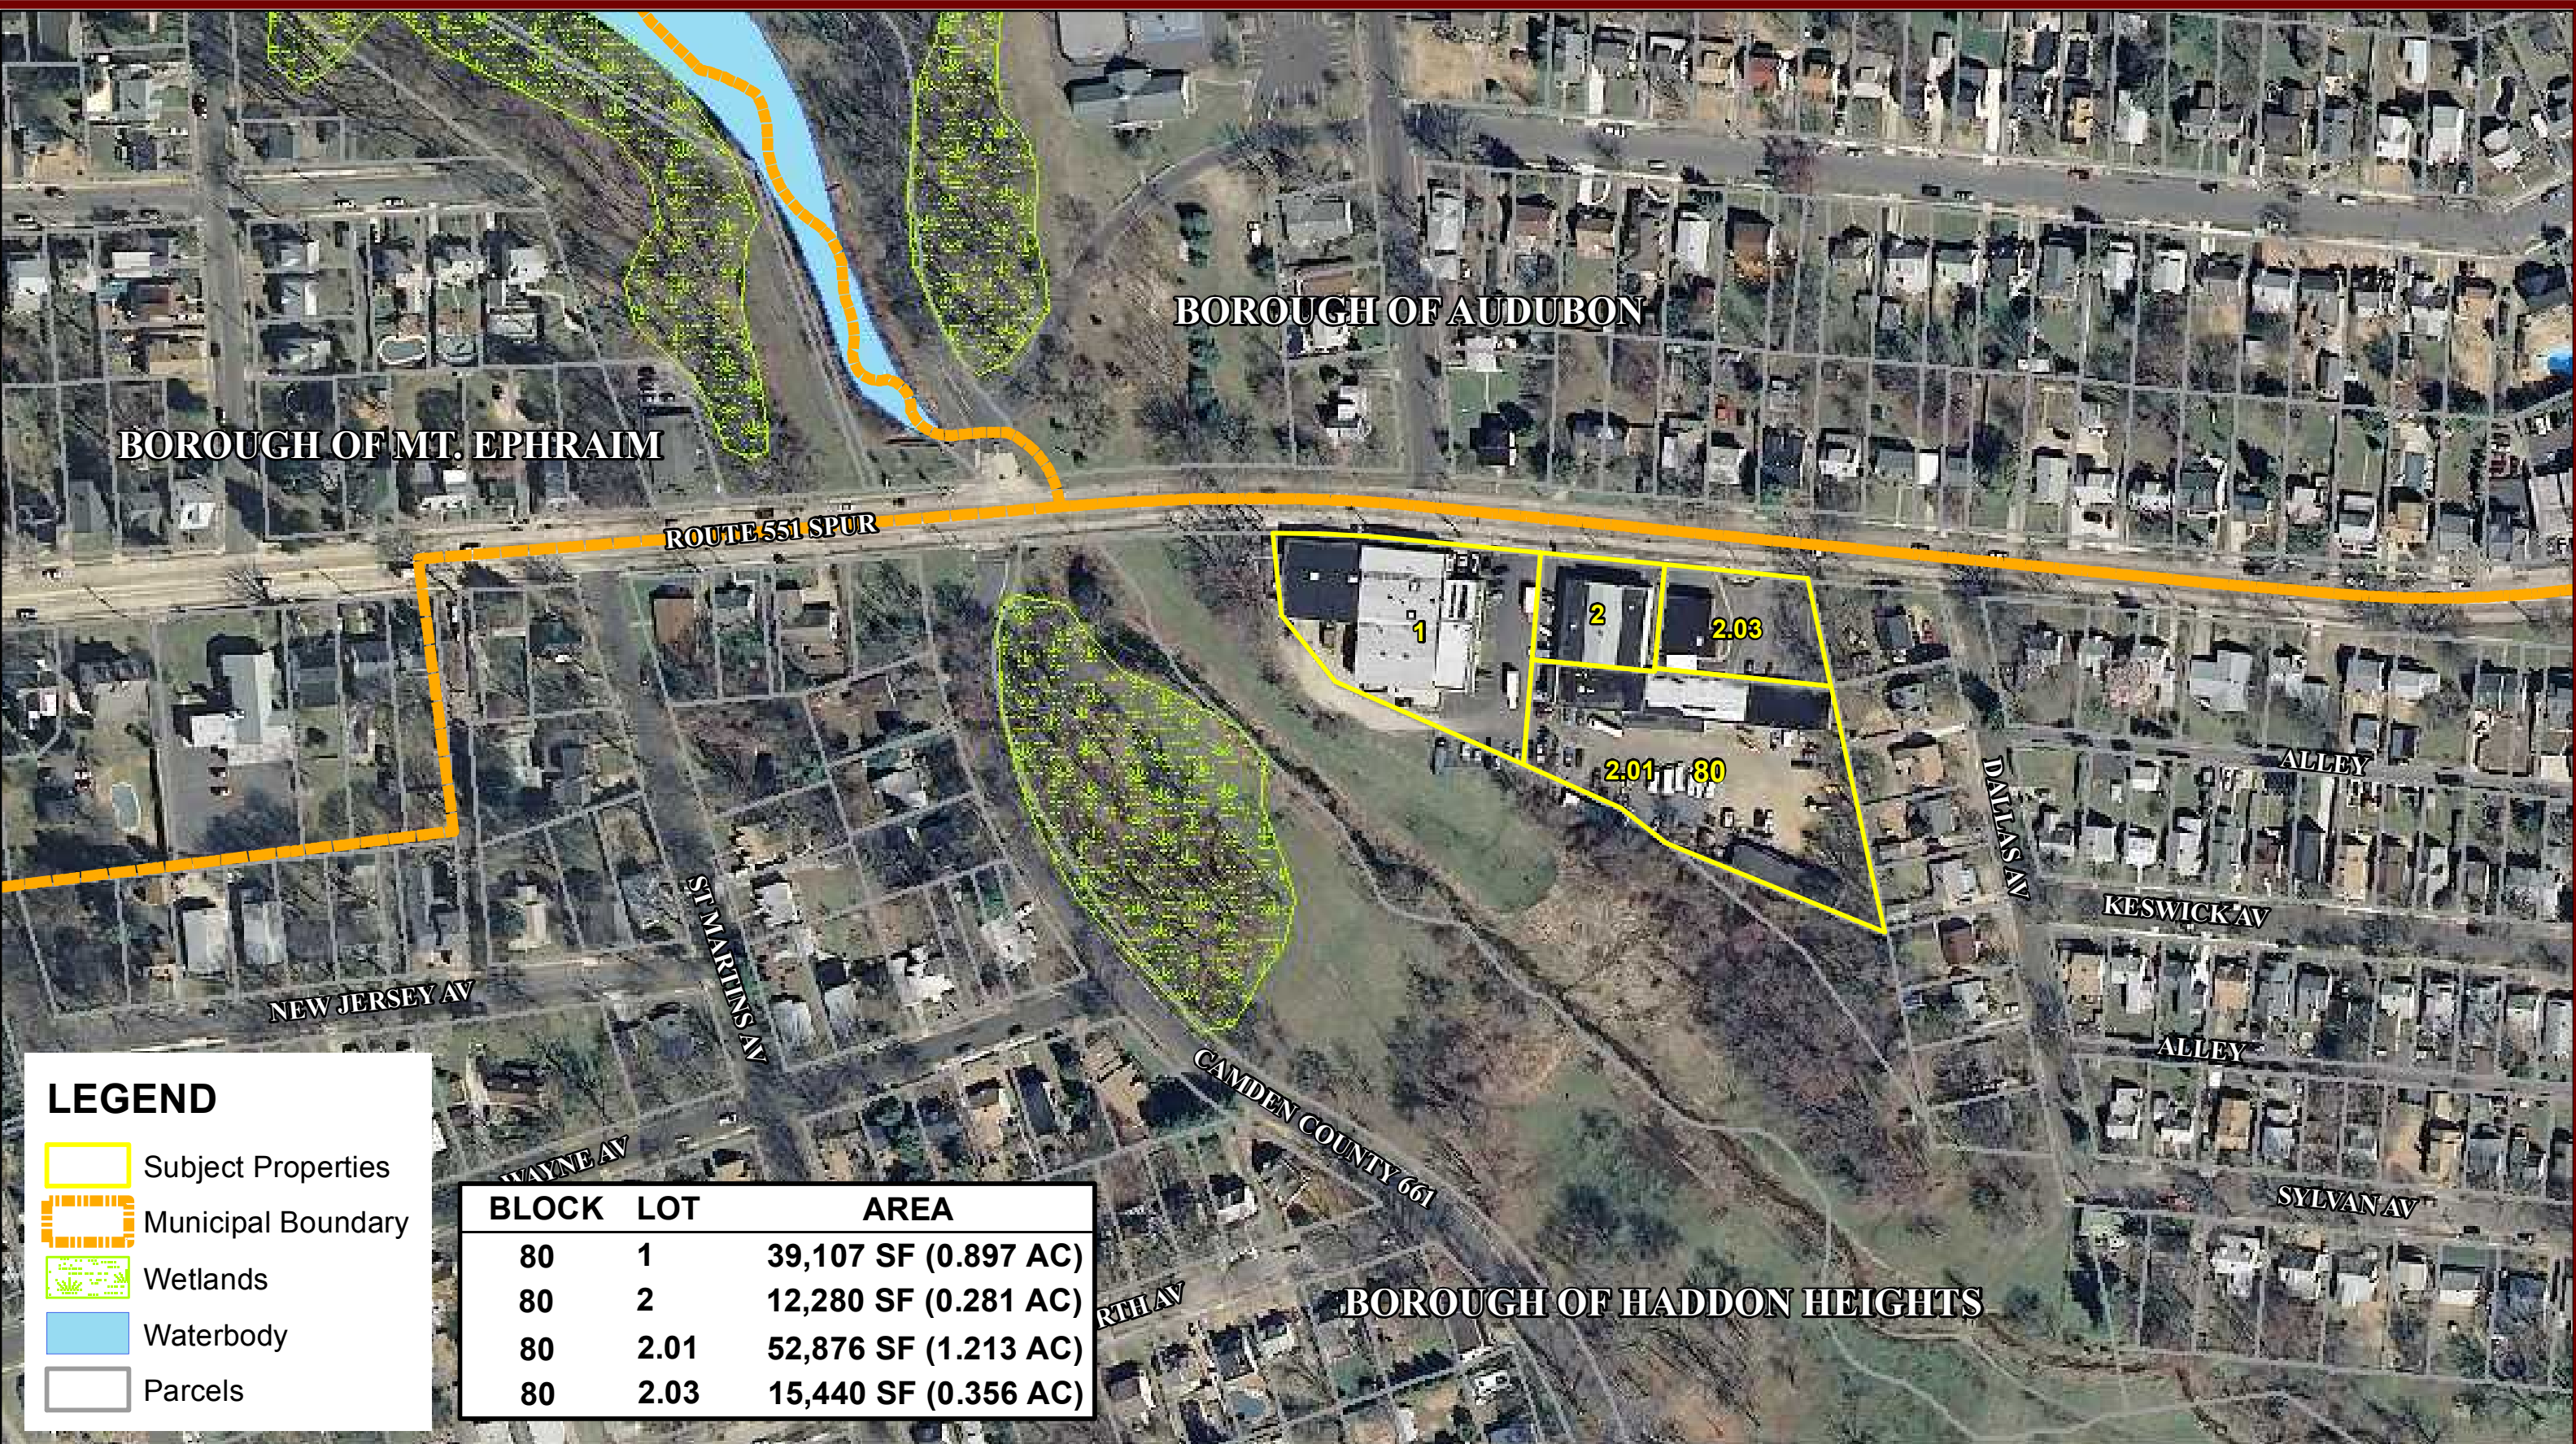 BOROUGH OF AUDUBON
BOROUGH OF MT. EPHRAIM
ROUTE 551 SPUR
1
2
2.03
2.01
80
ALLEY
DALLAS AV
KESWICK AV
ST MARTINS AV
NEW JERSEY AV
ALLEY
CAMDEN COUNTY 661
WAYNE AV
SYLVAN AV
RTH AV
BOROUGH OF HADDON HEIGHTS
LEGEND
Subject Properties
Municipal Boundary
Wetlands
Waterbody
Parcels
BLOCK LOT AREA
80 1 39,107 SF (0.897 AC)
80 2 12,280 SF (0.281 AC)
80 2.01 52,876 SF (1.213 AC)
80 2.03 15,440 SF (0.356 AC)